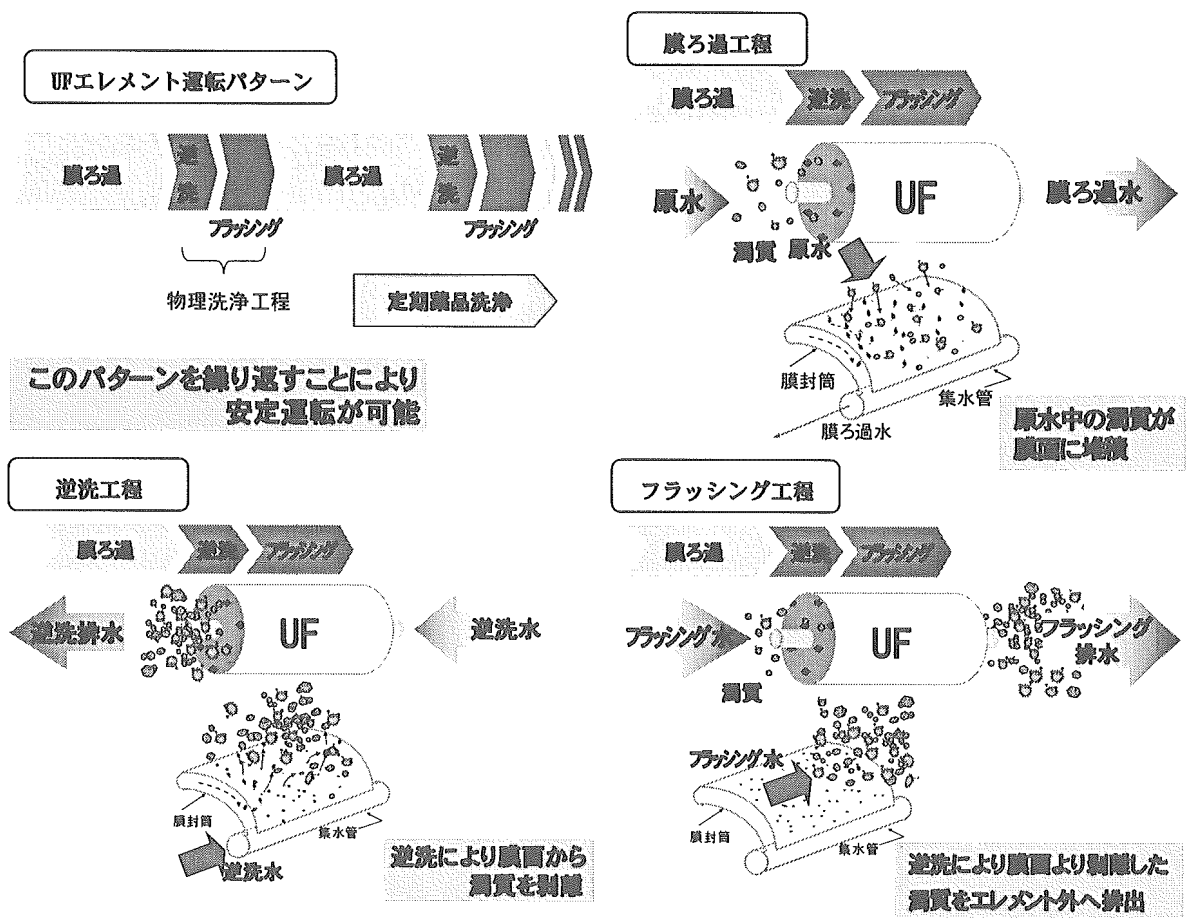 UFエレメント運転パターン
膜ろ過
逆洗
フラッシング
膜ろ過
逆洗
フラッシング
物理洗浄工程
定期薬品洗浄
このパターンを繰り返すことにより
安定運転が可能
膜ろ過工程
膜ろ過
逆洗
フラッシング
原水
UF
膜ろ過水
濁質
原水
膜封筒
集水管
膜ろ過水
原水中の濁質が
膜面に堆積
逆洗工程
膜ろ過
逆洗
フラッシング
逆洗排水
UF
逆洗水
膜封筒
集水管
逆洗水
逆洗により膜面から
濁質を剥離
フラッシング工程
膜ろ過
逆洗
フラッシング
フラッシング水
UF
フラッシング
排水
濁質
フラッシング水
膜封筒
集水管
逆洗により膜面より剥離した
濁質をエレメント外へ排出